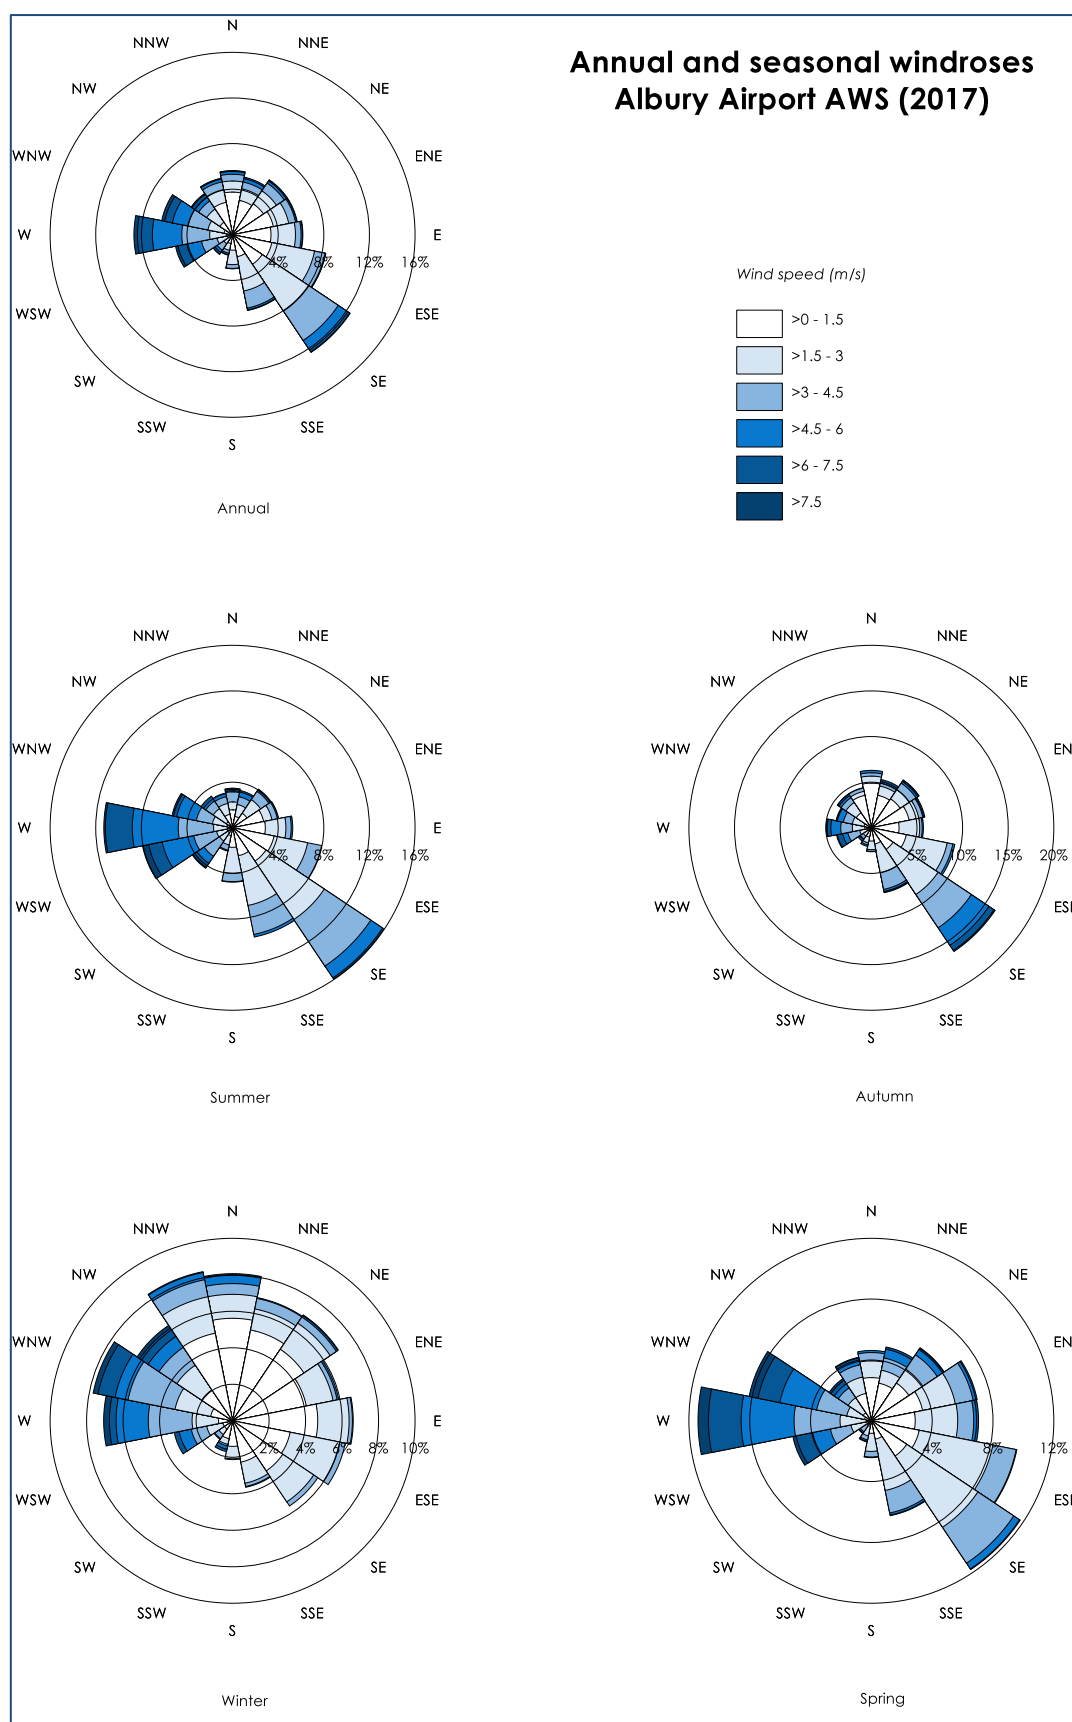 Annual and seasonal windroses
Albury Airport AWS (2017)
N
NNW
NNE
NW
NE
WNW
ENE
W
E
4%
8%
12%
16%
WSW
ESE
SW
SE
SSW
SSE
S
Annual
Wind speed (m/s)
>0 - 1.5
>1.5 - 3
>3 - 4.5
>4.5 - 6
>6 - 7.5
>7.5
N
NNW
NNE
NW
NE
WNW
ENE
W
E
4%
8%
12%
16%
WSW
ESE
SW
SE
SSW
SSE
S
Summer
N
NNW
NNE
NW
NE
WNW
EN
W
5%
10%
15%
20%
WSW
ESE
SW
SE
SSW
SSE
S
Autumn
N
NNW
NNE
NW
NE
WNW
ENE
W
E
2%
4%
6%
8%
10%
WSW
ESE
SW
SE
SSW
SSE
S
Winter
N
NNW
NNE
NW
NE
WNW
EN
W
4%
8%
12%
WSW
ESE
SW
SE
SSW
SSE
S
Spring